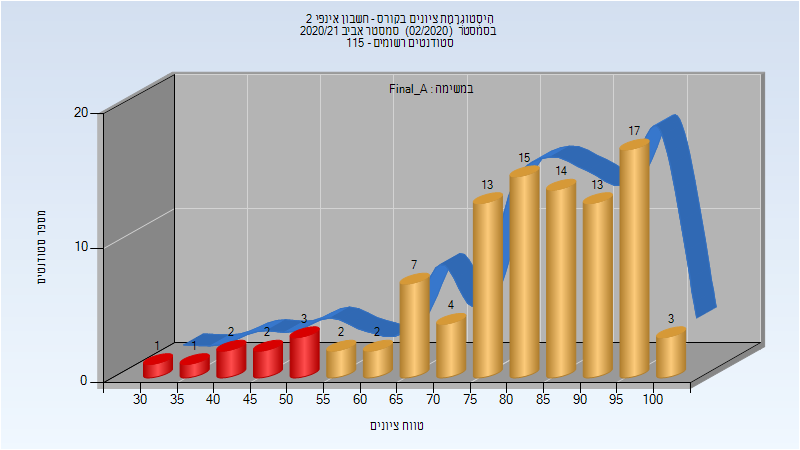 היסטוגרמת ציונים בקורס - חשבון אינפי 2
בסמסטר (02/2020) סמסטר אביב 2020/21
סטודנטים רשומים - 115
במשימה : Final_A
מספר סטודנטים
20
10
0
1
1
2
2
3
2
2
7
4
13
15
14
13
17
3
30 35 40 45 50 55 60 65 70 75 80 85 90 95 100
טווח ציונים